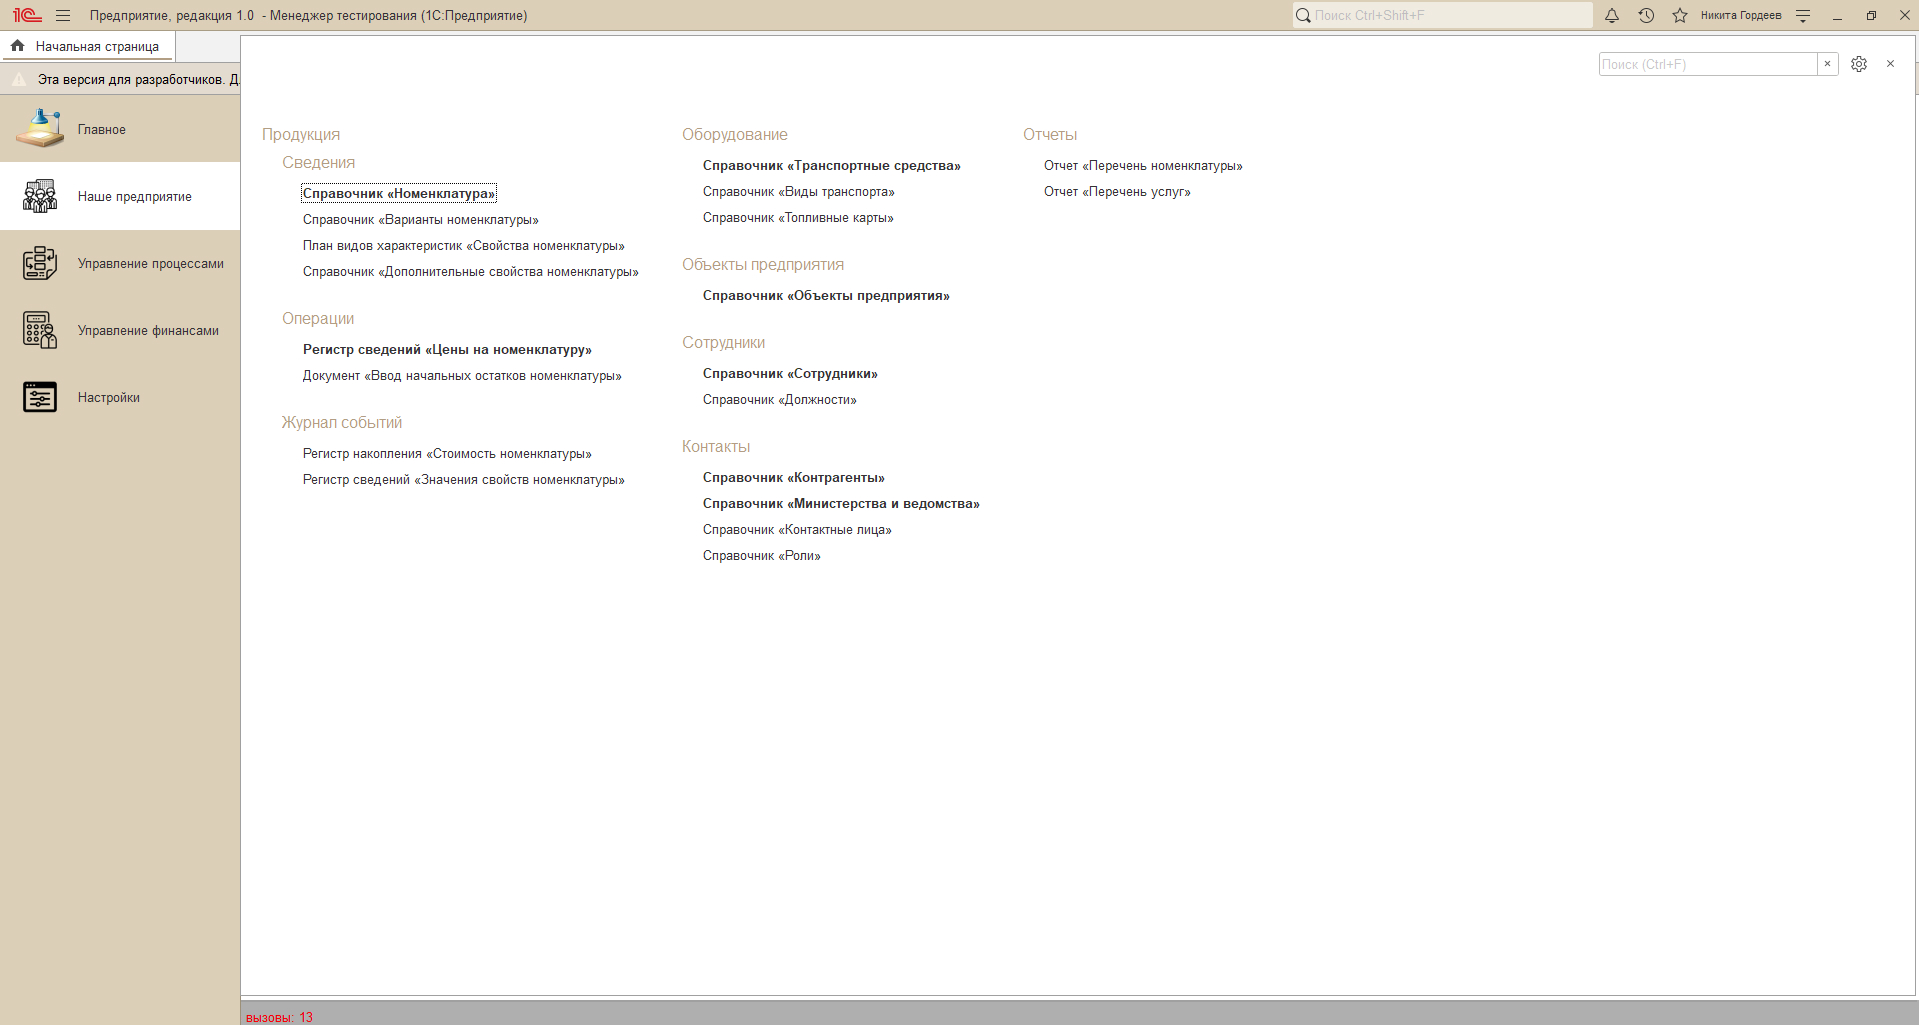 1С Предприятие, редакция 1.0 - Менеджер тестирования (1С:Предприятие)
Поиск Ctrl+Shift+F
Никита Гордеев
Начальная страница
Эта версия для разработчиков. Д
Поиск (Ctrl+F)
Главное
Наше предприятие
Управление процессами
Управление финансами
Настройки
Продукция
Сведения
Справочник «Номенклатура»
Справочник «Варианты номенклатуры»
План видов характеристик «Свойства номенклатуры»
Справочник «Дополнительные свойства номенклатуры»
Операции
Регистр сведений «Цены на номенклатуру»
Документ «Ввод начальных остатков номенклатуры»
Журнал событий
Регистр накопления «Стоимость номенклатуры»
Регистр сведений «Значения свойств номенклатуры»
Оборудование
Справочник «Транспортные средства»
Справочник «Виды транспорта»
Справочник «Топливные карты»
Объекты предприятия
Справочник «Объекты предприятия»
Сотрудники
Справочник «Сотрудники»
Справочник «Должности»
Контакты
Справочник «Контрагенты»
Справочник «Министерства и ведомства»
Справочник «Контактные лица»
Справочник «Роли»
Отчеты
Отчет «Перечень номенклатуры»
Отчет «Перечень услуг»
вызовы: 13